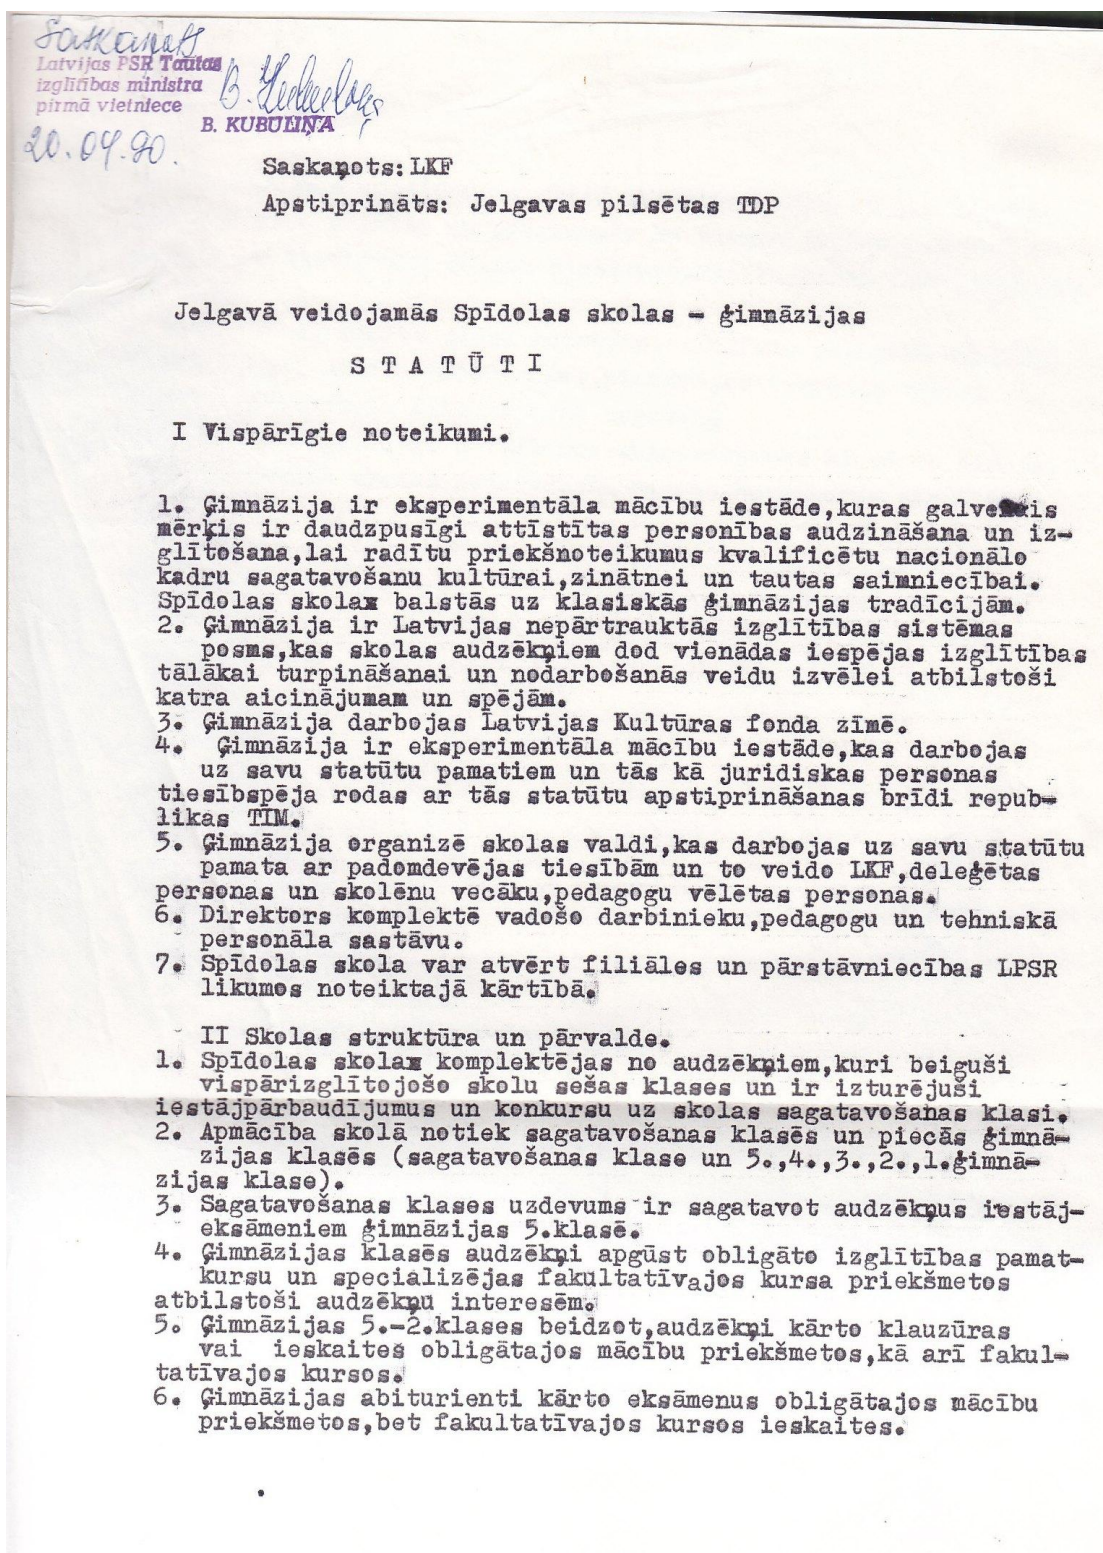 Saskaņots
Latvijas PSR Tautas
izglītības ministra
pirmā vietniece
B. KUBULIŅA
20.04.90.
Saskaņots: LKF
Apstiprināts: Jelgavas pilsētas TDP
Jelgavā veidojamās Spīdolas skolas - ģimnāzijas
S T A T Ū T I
I Vispārīgie noteikumi.
1. Ģimnāzija ir eksperimentāla mācību iestāde,kuras galvenais
mērķis ir daudzpusīgi attīstītas personības audzināšana un iz-
glītošana,lai radītu priekšnoteikumus kvalificētu nacionālo
kadru sagatavošanu kultūrai,zinātnei un tautas saimniecībai.
Spīdolas skola balstās uz klasiskās ģimnāzijas tradīcijām.
2. Ģimnāzija ir Latvijas nepārtrauktās izglītības sistēmas
posms,kas skolas audzēkņiem dod vienādas iespējas izglītības
tālākai turpināšanai un nodarbošanās veidu izvēlei atbilstoši
katra aicinājumam un spējām.
3. Ģimnāzija darbojas Latvijas Kultūras fonda zīmē.
4. Ģimnāzija ir eksperimentāla mācību iestāde,kas darbojas
uz savu statūtu pamatiem un tās kā juridiskas personas
tiesībspēja rodas ar tās statūtu apstiprināšanas brīdi repub-
likas TIM.
5. Ģimnāzija organizē skolas valdi,kas darbojas uz savu statūtu
pamata ar padomdevējas tiesībām un to veido LKF,deleģētas
personas un skolēnu vecāku,pedagogu vēlētas personas.
6. Direktors komplektē vadošo darbinieku,pedagogu un tehniskā
personāla sastāvu.
7. Spīdolas skola var atvērt filiāles un pārstāvniecības LPSR
likumos noteiktajā kārtībā.
II Skolas struktūra un pārvalde.
1. Spīdolas skola komplektējas no audzēkņiem,kuri beiguši
vispārizglītojošo skolu sešas klases un ir izturējuši
iestājpārbaudījumus un konkursu uz skolas sagatavošanas klasi.
2. Apmācība skolā notiek sagatavošanas klasēs un piecās ģimnā-
zijas klasēs (sagatavošanas klase un 5.,4.,3.,2.,1.ģimnā-
zijas klase).
3. Sagatavošanas klases uzdevums ir sagatavot audzēkņus iestāj-
eksāmeniem ģimnāzijas 5.klasē.
4. Ģimnāzijas klasēs audzēkņi apgūst obligāto izglītības pamat-
kursu un specializējas fakultatīvajos kursa priekšmetos
atbilstoši audzēkņu interesēm.
5. Ģimnāzijas 5.-2.klases beidzot,audzēkņi kārto klauzūras
vai ieskaites obligātajos mācību priekšmetos,kā arī fakul-
tatīvajos kursos.
6. Ģimnāzijas abiturienti kārto eksāmenus obligātajos mācību
priekšmetos,bet fakultatīvajos kursos ieskaites.